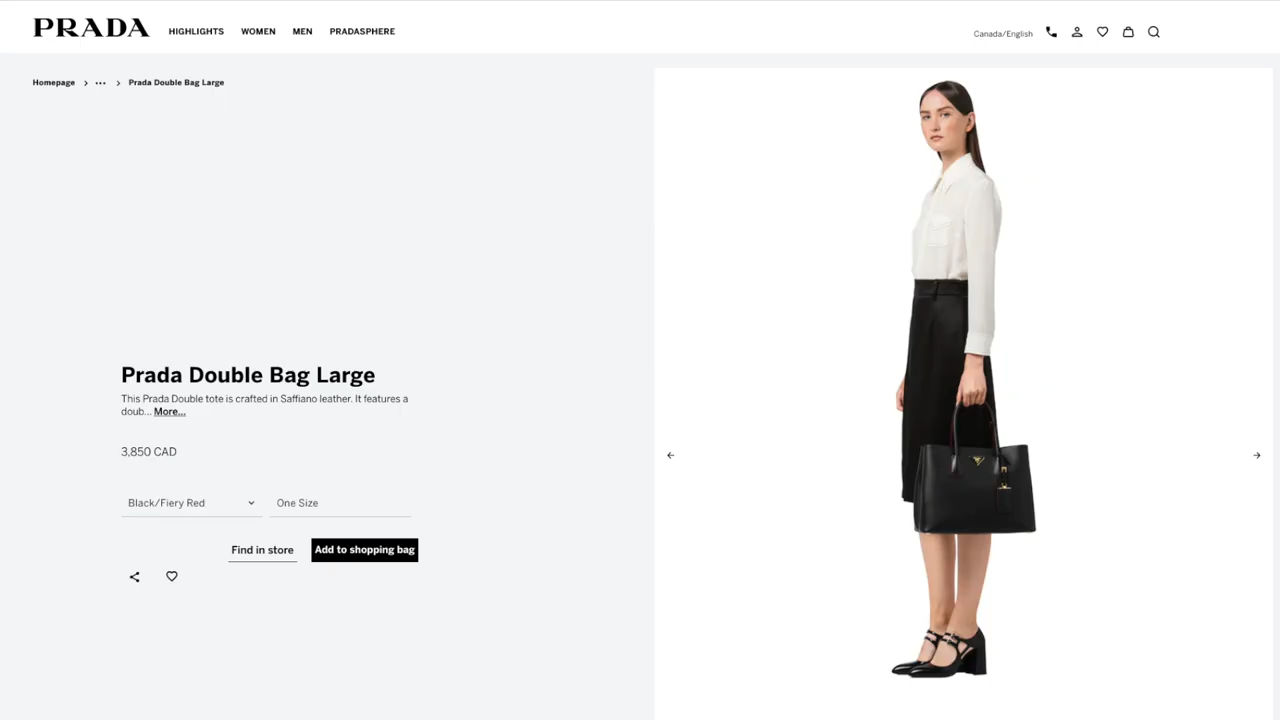 PRADA HIGHLIGHTS WOMEN MEN PRADASPHERE Canada/English
Homepage > ... > Prada Double Bag Large
Prada Double Bag Large
This Prada Double tote is crafted in Saffiano leather. It features a
doub... More...
3,850 CAD
Black/Fiery Red One Size
Find in store Add to shopping bag